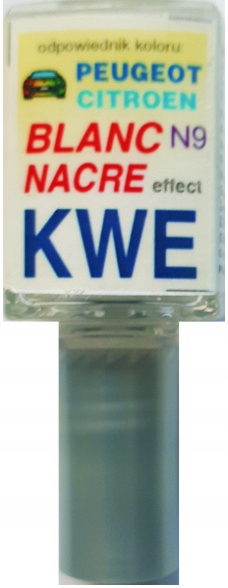 odpowiednik koloru:
PEUGEOT
CITROEN
BLANC N9
NACRE effect
KWE